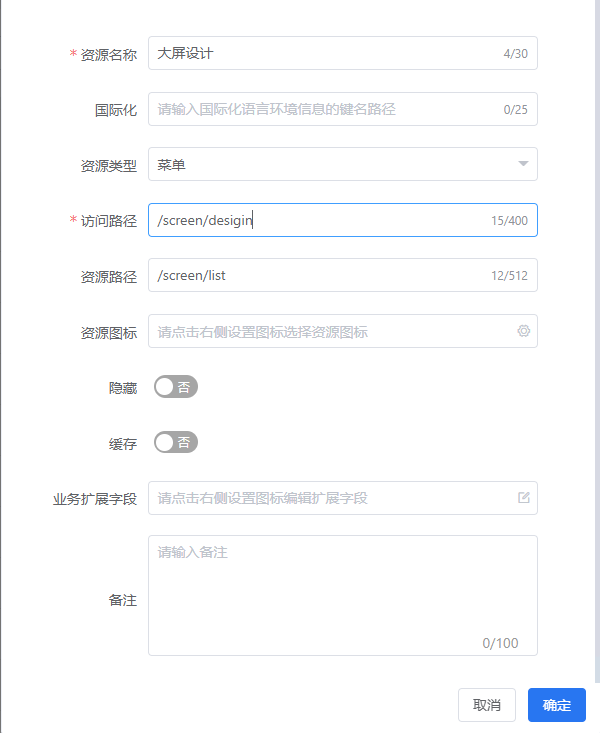 * 资源名称 大屏设计 4/30
国际化 请输入国际化语言环境信息的键名路径 0/25
资源类型 菜单
* 访问路径 /screen/desigin 15/400
资源路径 /screen/list 12/512
资源图标 请点击右侧设置图标选择资源图标
隐藏 否
缓存 否
业务扩展字段 请点击右侧设置图标编辑扩展字段
备注 请输入备注
0/100
取消 确定